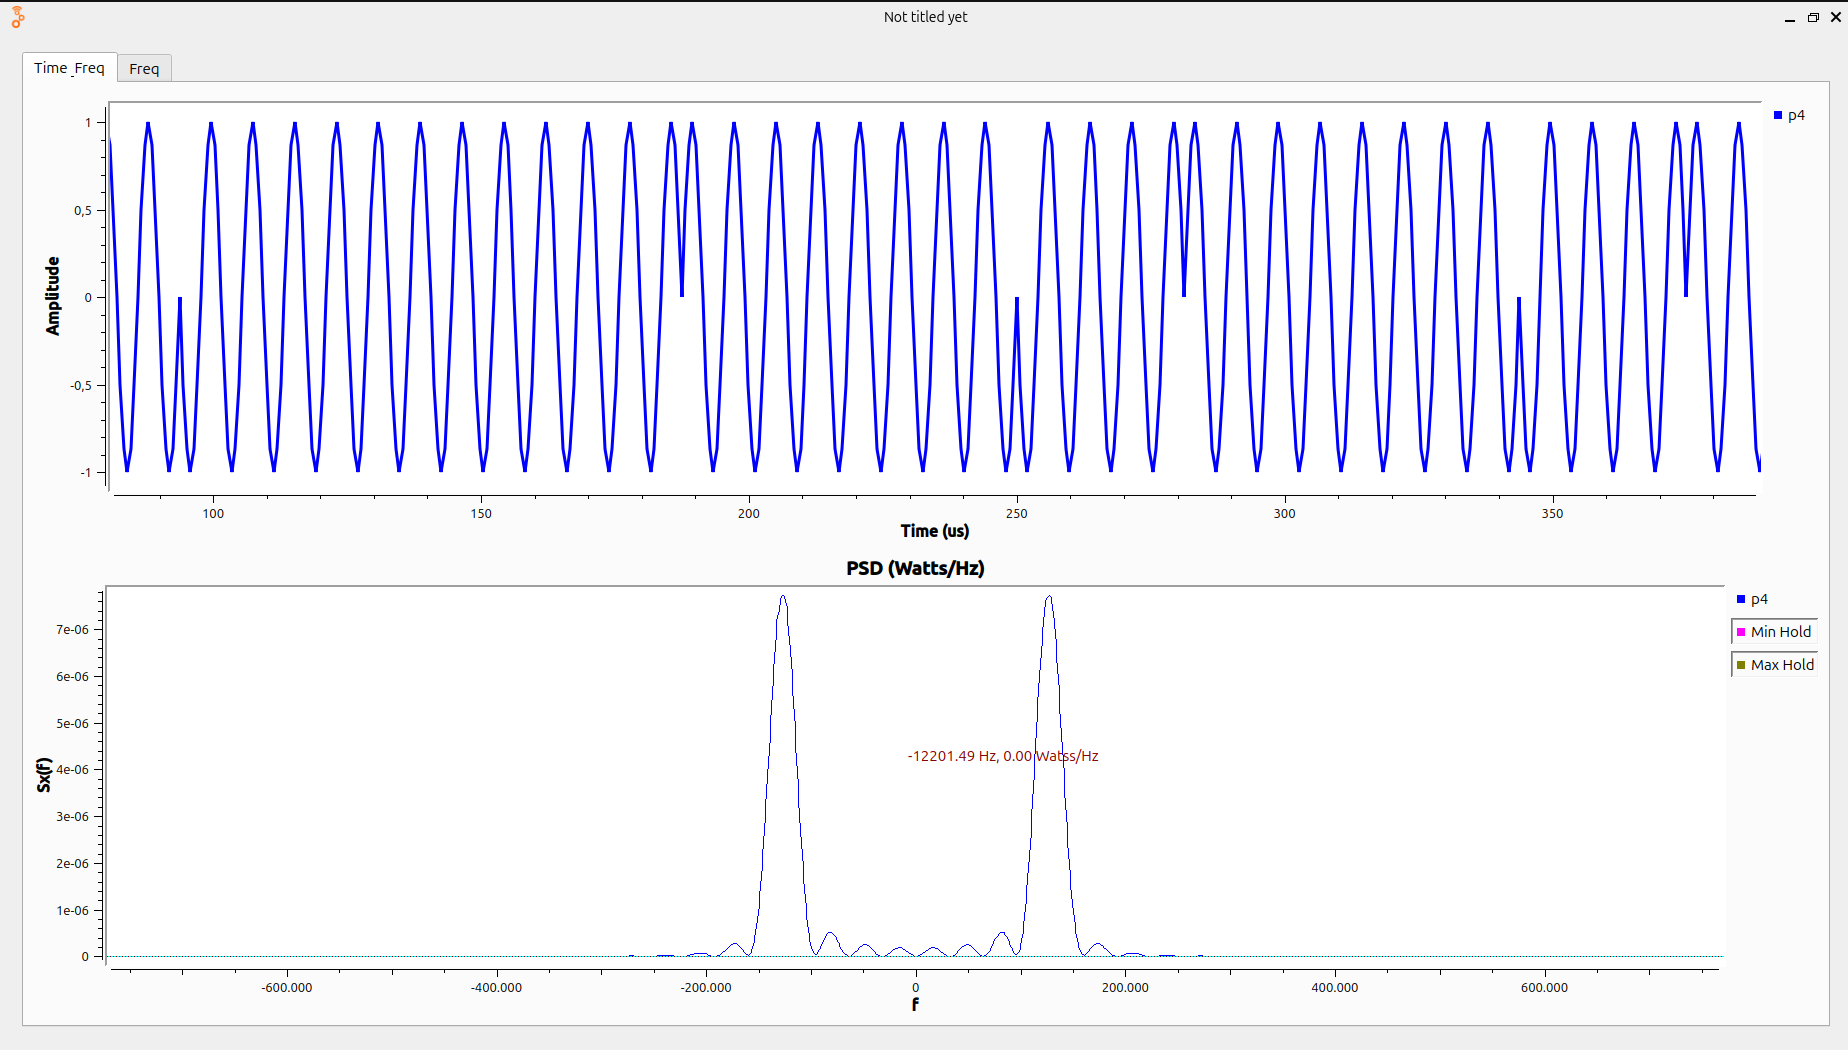 Not titled yet
Time_Freq
Freq
1
0,5
0
-0,5
-1
Amplitude
p4
100
150
200
250
300
350
Time (us)
PSD (Watts/Hz)
7e-06
6e-06
5e-06
4e-06
3e-06
2e-06
1e-06
0
Sx(f)
-12201.49 Hz, 0.00 Watss/Hz
p4
Min Hold
Max Hold
-600.000
-400.000
-200.000
0
200.000
400.000
600.000
f